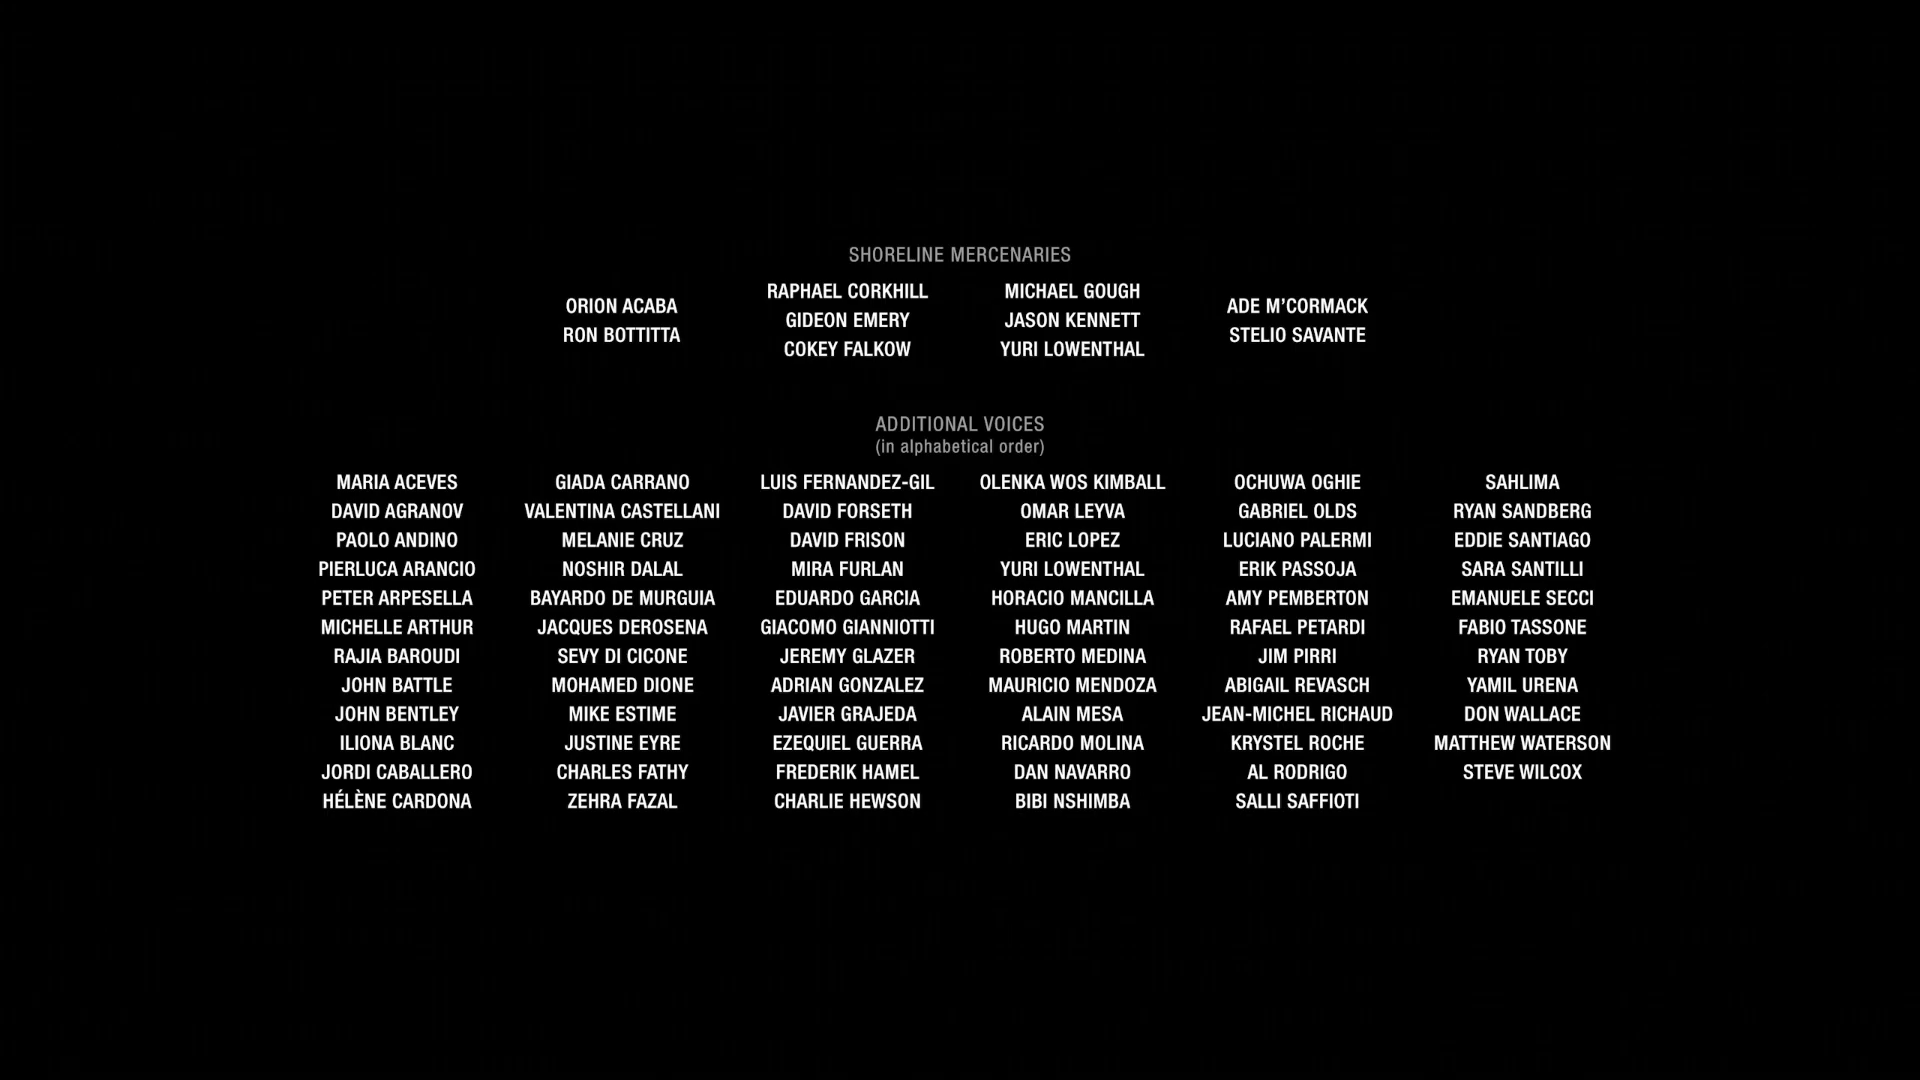 SHORELINE MERCENARIES
ORION ACABA
RON BOTTITTA
RAPHAEL CORKHILL
GIDEON EMERY
COKEY FALKOW
MICHAEL GOUGH
JASON KENNETT
YURI LOWENTHAL
ADE M’CORMACK
STELIO SAVANTE
ADDITIONAL VOICES
(in alphabetical order)
MARIA ACEVES
DAVID AGRANOV
PAOLO ANDINO
PIERLUCA ARANCIO
PETER ARPESELLA
MICHELLE ARTHUR
RAJIA BAROUDI
JOHN BATTLE
JOHN BENTLEY
ILIONA BLANC
JORDI CABALLERO
HÉLÈNE CARDONA
GIADA CARRANO
VALENTINA CASTELLANI
MELANIE CRUZ
NOSHIR DALAL
BAYARDO DE MURGUIA
JACQUES DEROSENA
SEVY DI CICONE
MOHAMED DIONE
MIKE ESTIME
JUSTINE EYRE
CHARLES FATHY
ZEHRA FAZAL
LUIS FERNANDEZ-GIL
DAVID FORSETH
DAVID FRISON
MIRA FURLAN
EDUARDO GARCIA
GIACOMO GIANNIOTTI
JEREMY GLAZER
ADRIAN GONZALEZ
JAVIER GRAJEDA
EZEQUIEL GUERRA
FREDERIK HAMEL
CHARLIE HEWSON
OLENKA WOS KIMBALL
OMAR LEYVA
ERIC LOPEZ
YURI LOWENTHAL
HORACIO MANCILLA
HUGO MARTIN
ROBERTO MEDINA
MAURICIO MENDOZA
ALAIN MESA
RICARDO MOLINA
DAN NAVARRO
BIBI NSHIMBA
OCHUWA OGHIE
GABRIEL OLDS
LUCIANO PALERMI
ERIK PASSOJA
AMY PEMBERTON
RAFAEL PETARDI
JIM PIRRI
ABIGAIL REVASCH
JEAN-MICHEL RICHAUD
KRYSTEL ROCHE
AL RODRIGO
SALLI SAFFIOTI
SAHLIMA
RYAN SANDBERG
EDDIE SANTIAGO
SARA SANTILLI
EMANUELE SECCI
FABIO TASSONE
RYAN TOBY
YAMIL URENA
DON WALLACE
MATTHEW WATERSON
STEVE WILCOX